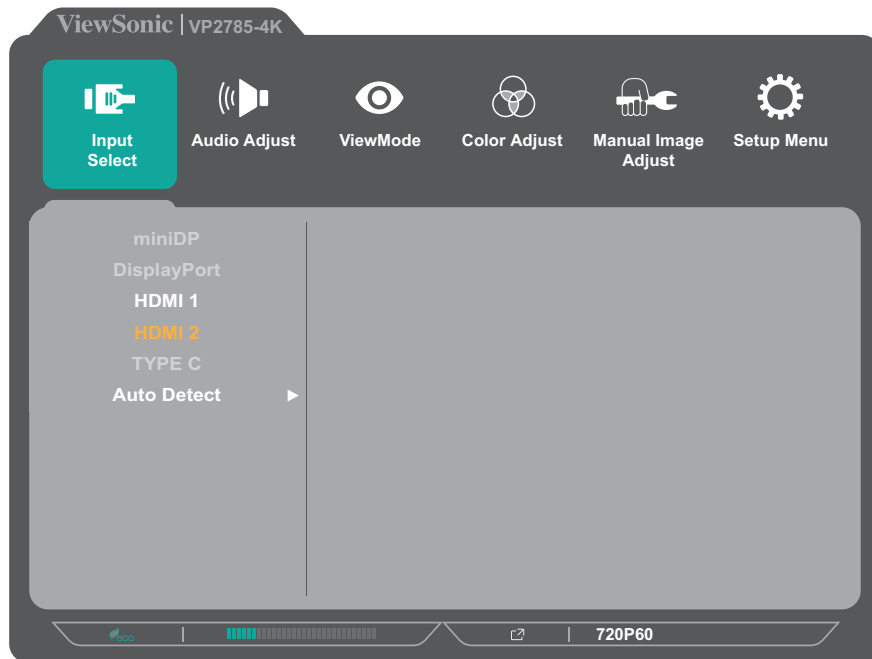 ViewSonic | VP2785-4K
Input
Select
Audio Adjust
ViewMode
Color Adjust
Manual Image
Adjust
Setup Menu
miniDP
DisplayPort
HDMI 1
HDMI 2
TYPE C
Auto Detect
eco
720P60